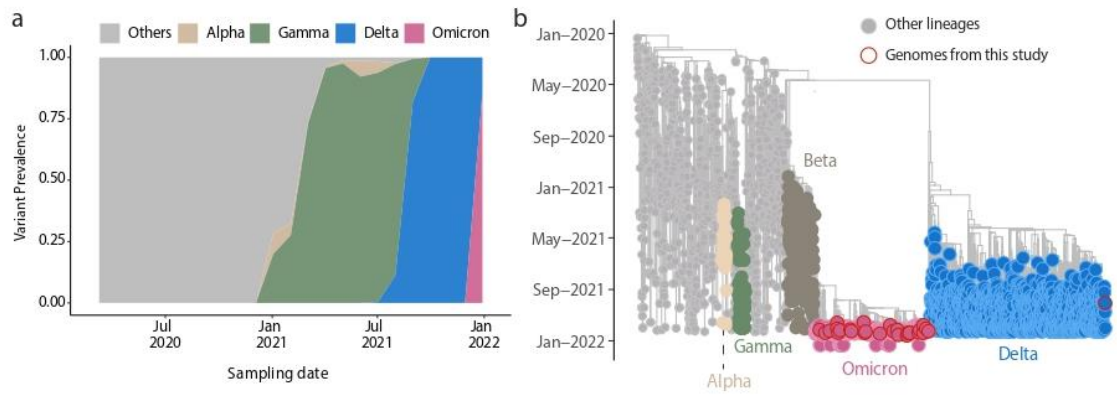 a
Others Alpha Gamma Delta Omicron
Variant Prevalence
1.00
0.75
0.50
0.25
0.00
Jul 2020
Jan 2021
Jul 2021
Jan 2022
Sampling date
b
Other lineages
Genomes from this study
Jan–2020
May–2020
Sep–2020
Jan–2021
May–2021
Sep–2021
Jan–2022
Beta
Gamma
Alpha
Omicron
Delta